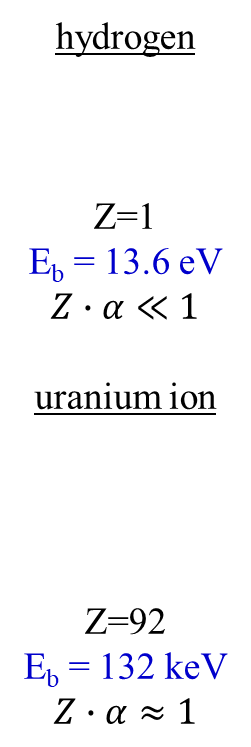 hydrogen
Z=1
E_b = 13.6 eV
Z · α ≪ 1
uranium ion
Z=92
E_b = 132 keV
Z · α ≈ 1